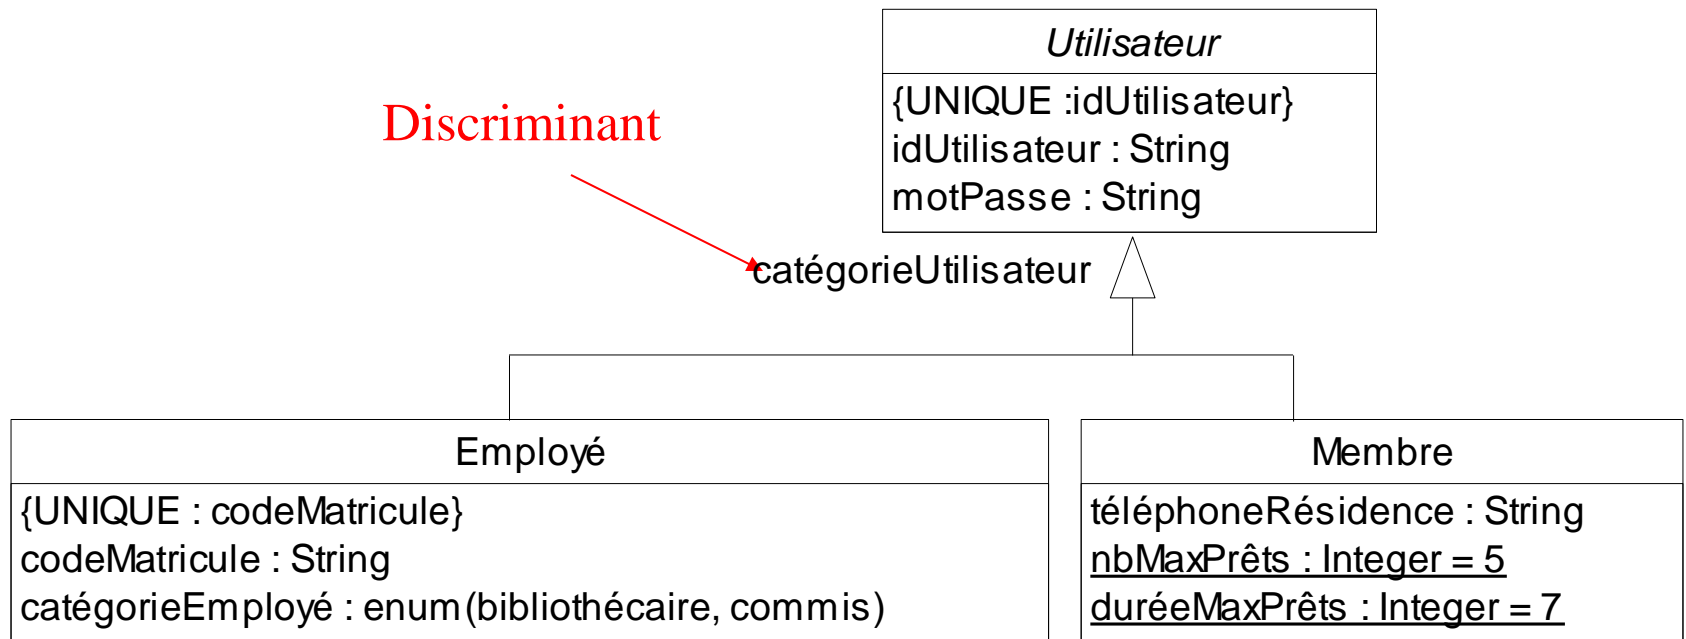 Utilisateur
{UNIQUE :idUtilisateur}
idUtilisateur : String
motPasse : String
Discriminant
catégorieUtilisateur
Employé
{UNIQUE : codeMatricule}
codeMatricule : String
catégorieEmployé : enum(bibliothécaire, commis)
Membre
téléphoneRésidence : String
nbMaxPrêts : Integer = 5
duréeMaxPrêts : Integer = 7